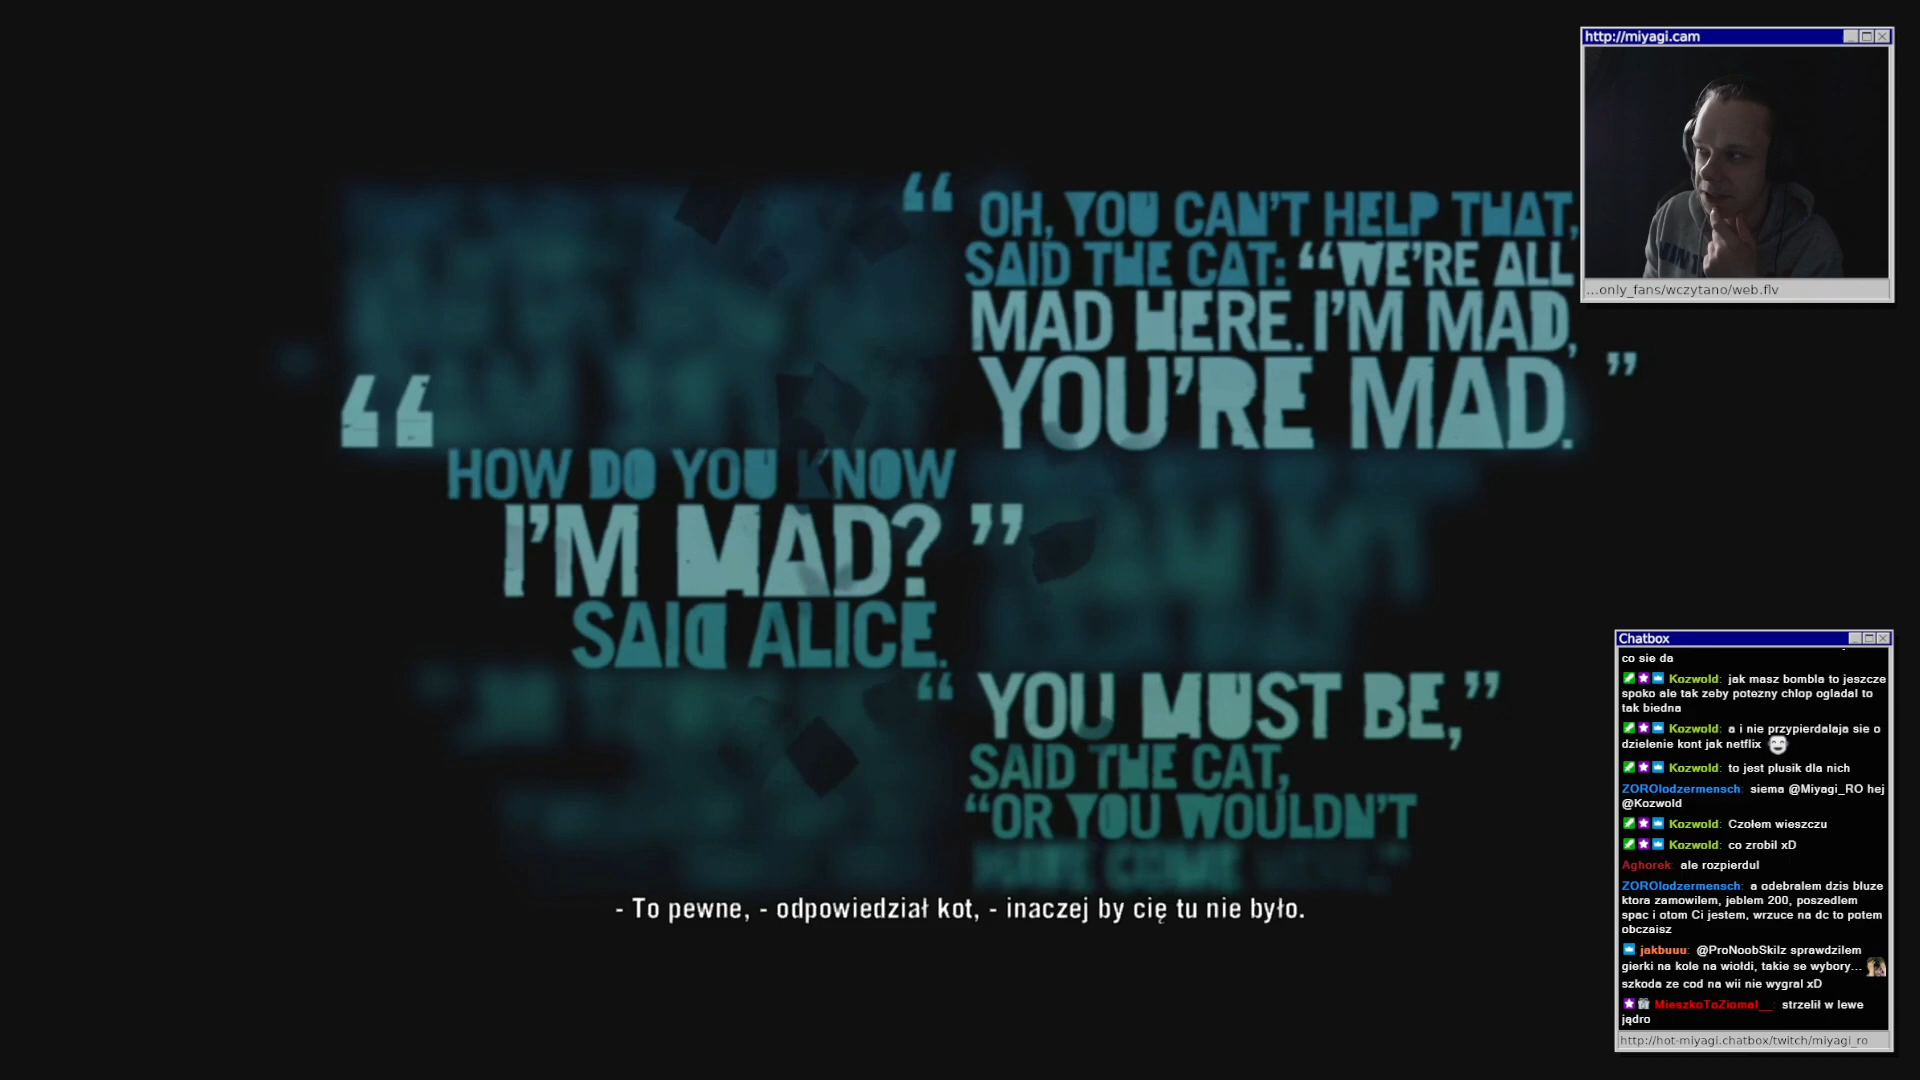 http://miyagi.cam
...only_fans/wczytano/web.flv
“ OH, YOU CAN’T HELP THAT,
SAID THE CAT: “WE’RE ALL
MAD HERE. I’M MAD,
YOU’RE MAD. ”
“ HOW DO YOU KNOW
I’M MAD? ”
SAID ALICE.
“ YOU MUST BE,”
SAID THE CAT,
“OR YOU WOULDN’T
HAVE COME
- To pewne, - odpowiedział kot, - inaczej by cię tu nie było.
Chatbox
co sie da
Kozwold: jak masz bombla to jeszcze
spoko ale tak zeby potezny chlop ogladal to
tak biedna
Kozwold: a i nie przypierdalaja sie o
dzielenie kont jak netflix
Kozwold: to jest plusik dla nich
ZOROlodzermensch: siema @Miyagi_RO hej
@Kozwold
Kozwold: Czołem wieszczu
Kozwold: co zrobil xD
Aghorek: ale rozpierdul
ZOROlodzermensch: a odebralem dzis bluze
ktora zamowilem, jeblem 200, poszedlem
spac i otom Ci jestem, wrzuce na dc to potem
obczaisz
jakbuuu: @ProNoobSkilz sprawdzilem
gierki na kole na wiołdi, takie se wybory...
szkoda ze cod na wii nie wygral xD
MieszkoToZiomal__: strzelił w lewe
jądro
http://hot-miyagi.chatbox/twitch/miyagi_ro